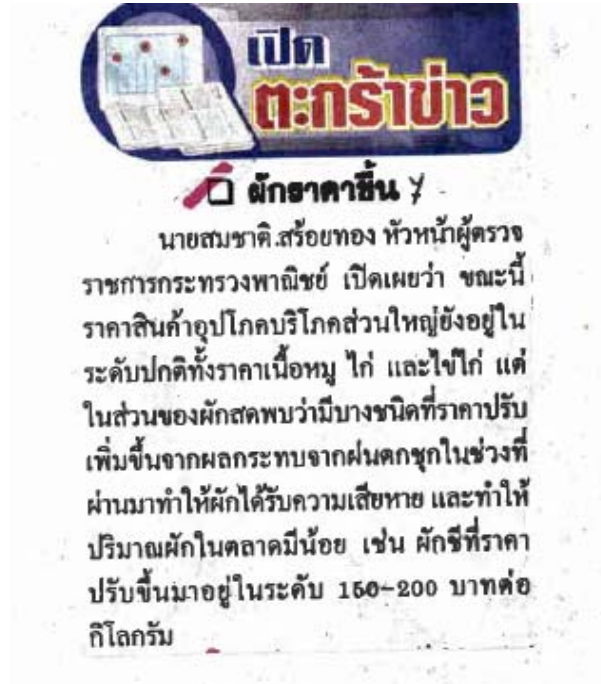 เปิด
ตะกร้าข่าว
ผักราคาขึ้น
นายสมชาติ สร้อยทอง หัวหน้าผู้ตรวจ
ราชการกระทรวงพาณิชย์ เปิดเผยว่า ขณะนี้
ราคาสินค้าอุปโภคบริโภคส่วนใหญ่ยังอยู่ใน
ระดับปกติทั้งราคาเนื้อหมู ไก่ และไข่ไก่ แต่
ในส่วนของผักสดพบว่ามีบางชนิดที่ราคาปรับ
เพิ่มขึ้นจากผลกระทบจากฝนตกชุกในช่วงที่
ผ่านมาทำให้ผักได้รับความเสียหาย และทำให้
ปริมาณผักในตลาดมีน้อย เช่น ผักชีที่ราคา
ปรับขึ้นมาอยู่ในระดับ 150-200 บาทต่อ
กิโลกรัม